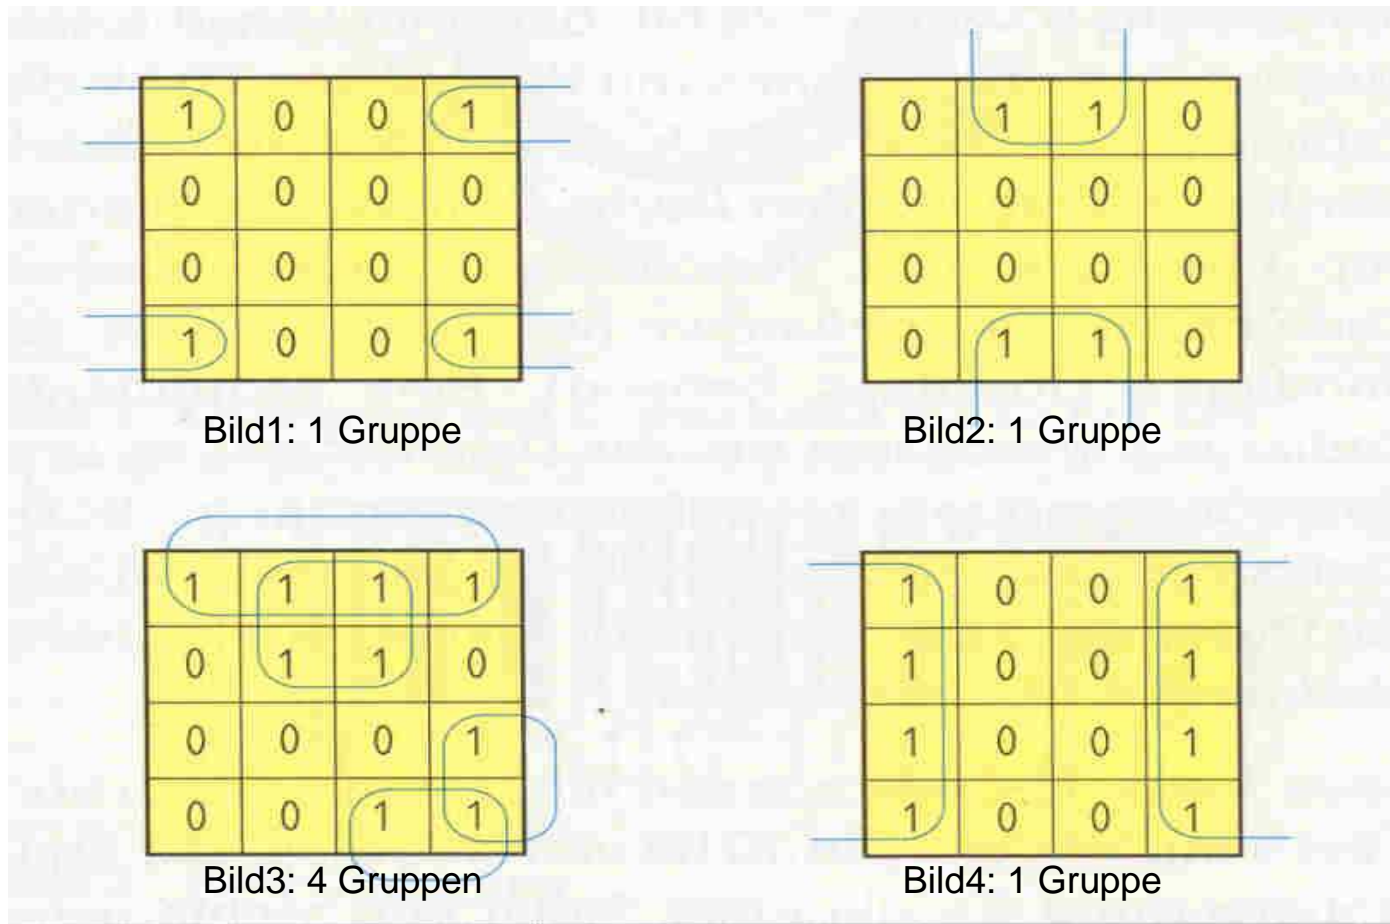 1 0 0 1
0 0 0 0
0 0 0 0
1 0 0 1
Bild1: 1 Gruppe
0 1 1 0
0 0 0 0
0 0 0 0
0 1 1 0
Bild2: 1 Gruppe
1 1 1 1
0 1 1 0
0 0 0 1
0 0 1 1
Bild3: 4 Gruppen
1 0 0 1
1 0 0 1
1 0 0 1
1 0 0 1
Bild4: 1 Gruppe